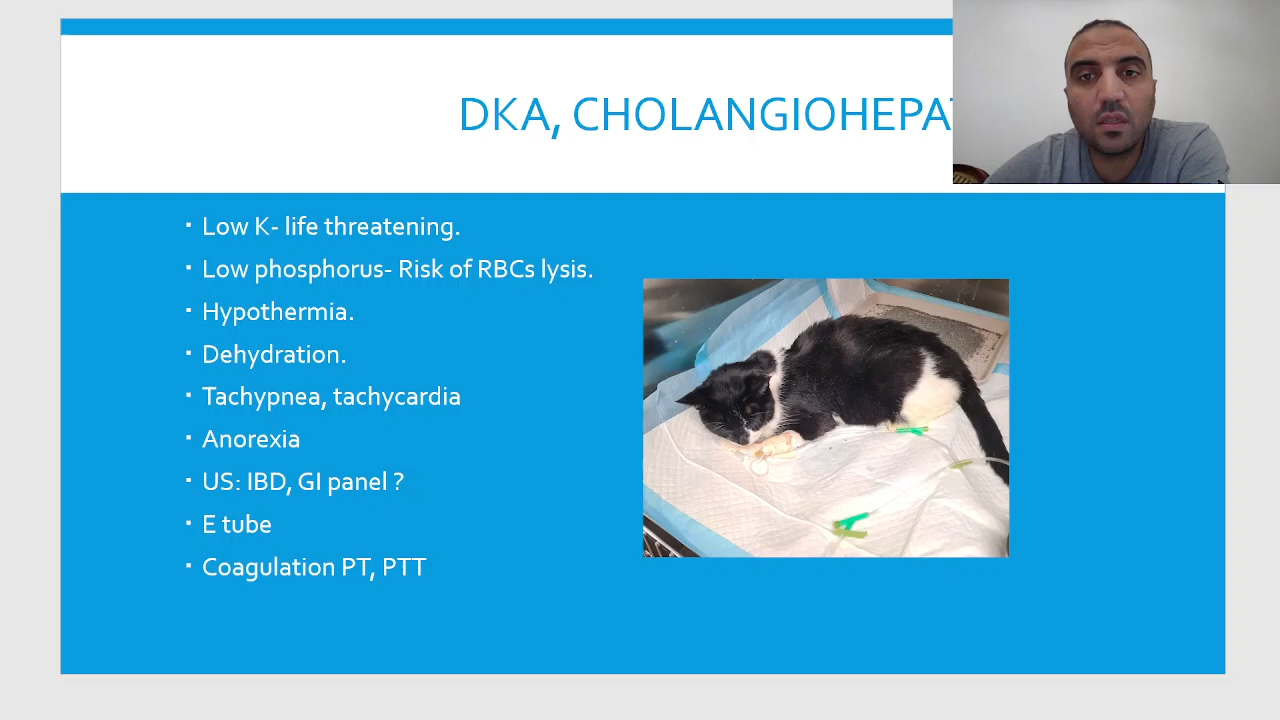 DKA, CHOLANGIOHEPA
Low K- life threatening.
Low phosphorus- Risk of RBCs lysis.
Hypothermia.
Dehydration.
Tachypnea, tachycardia
Anorexia
US: IBD, GI panel ?
E tube
Coagulation PT, PTT